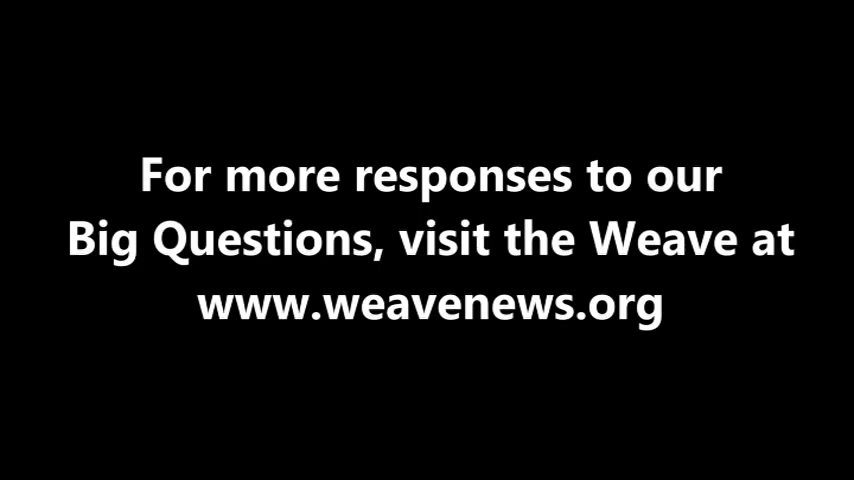 For more responses to our
Big Questions, visit the Weave at
www.weavenews.org